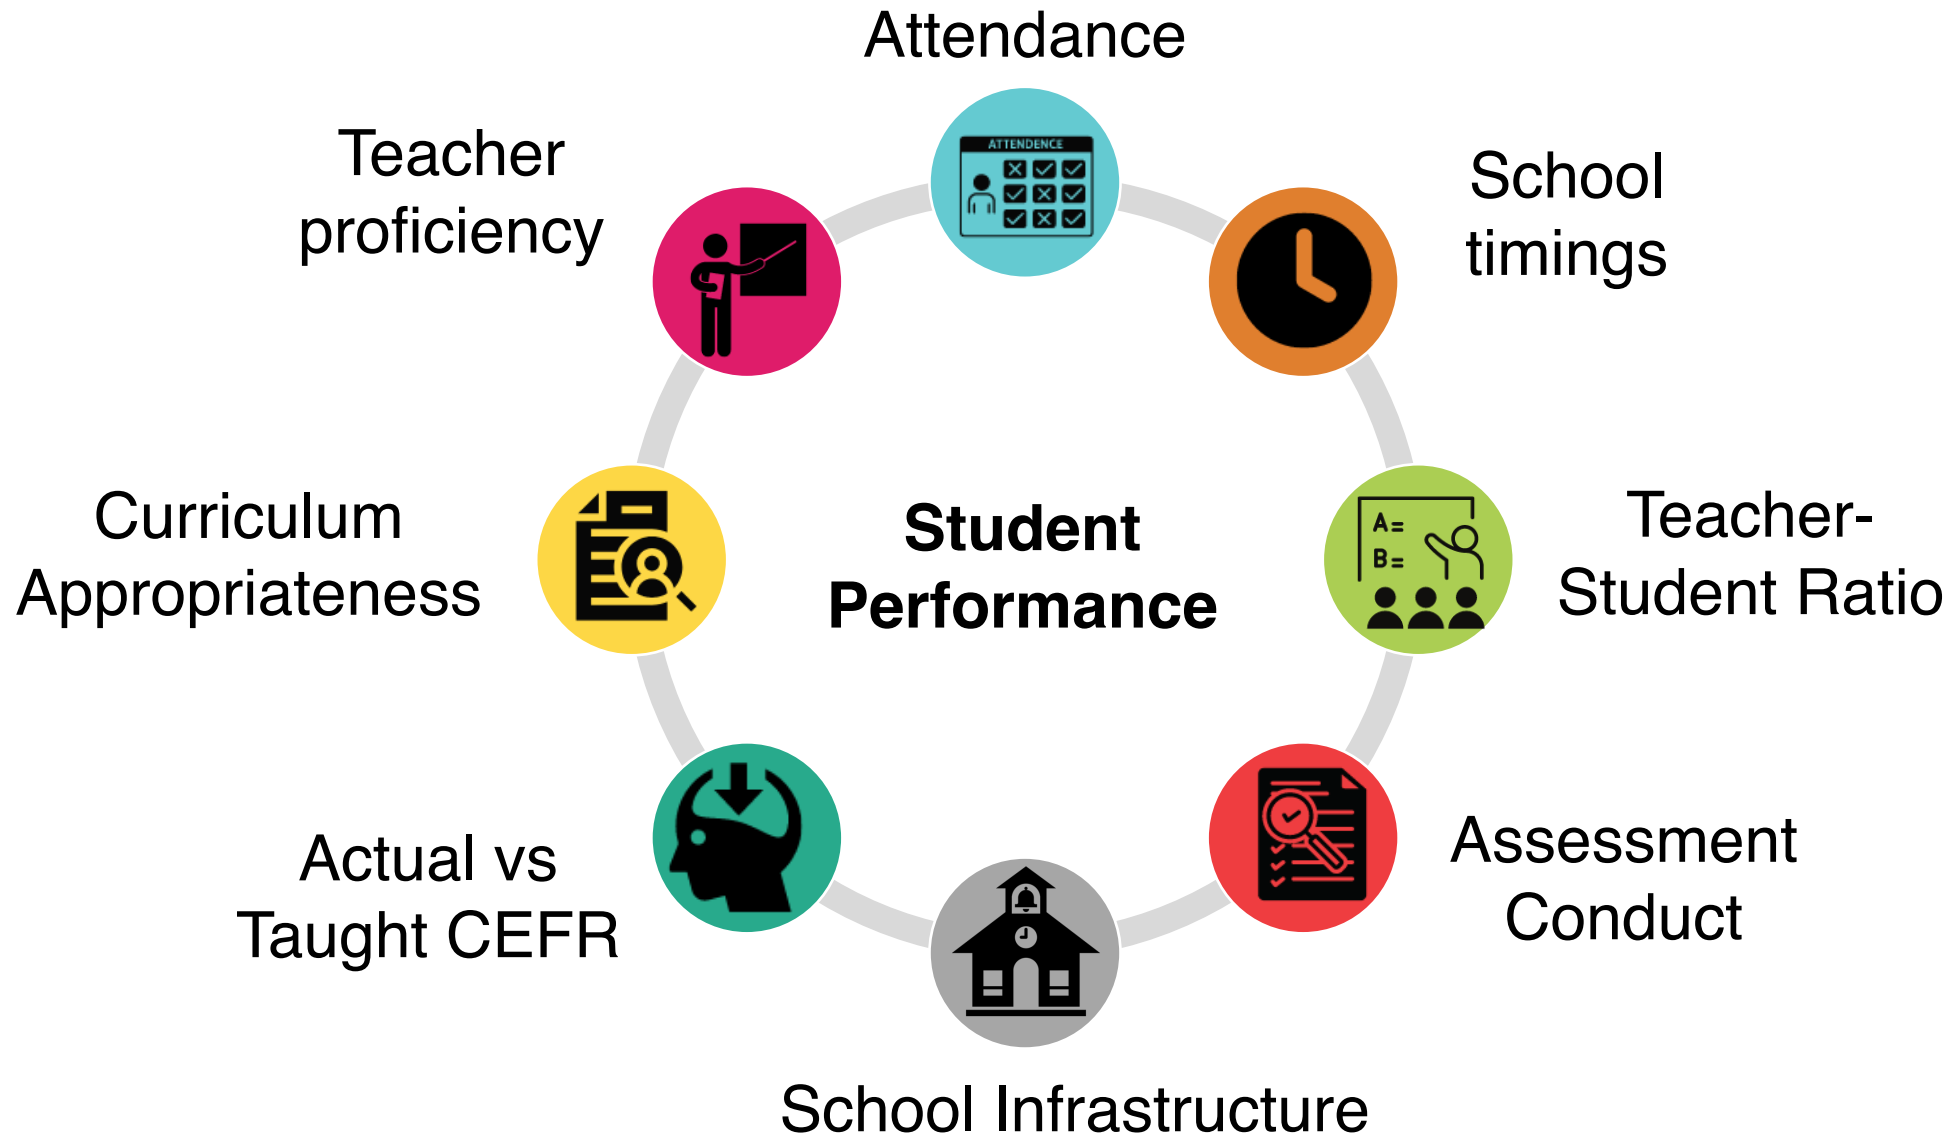 Attendance
ATTENDENCE
School
timings
Teacher-
Student Ratio
A=
B=
Assessment
Conduct
School Infrastructure
Actual vs
Taught CEFR
Curriculum
Appropriateness
Teacher
proficiency
Student
Performance